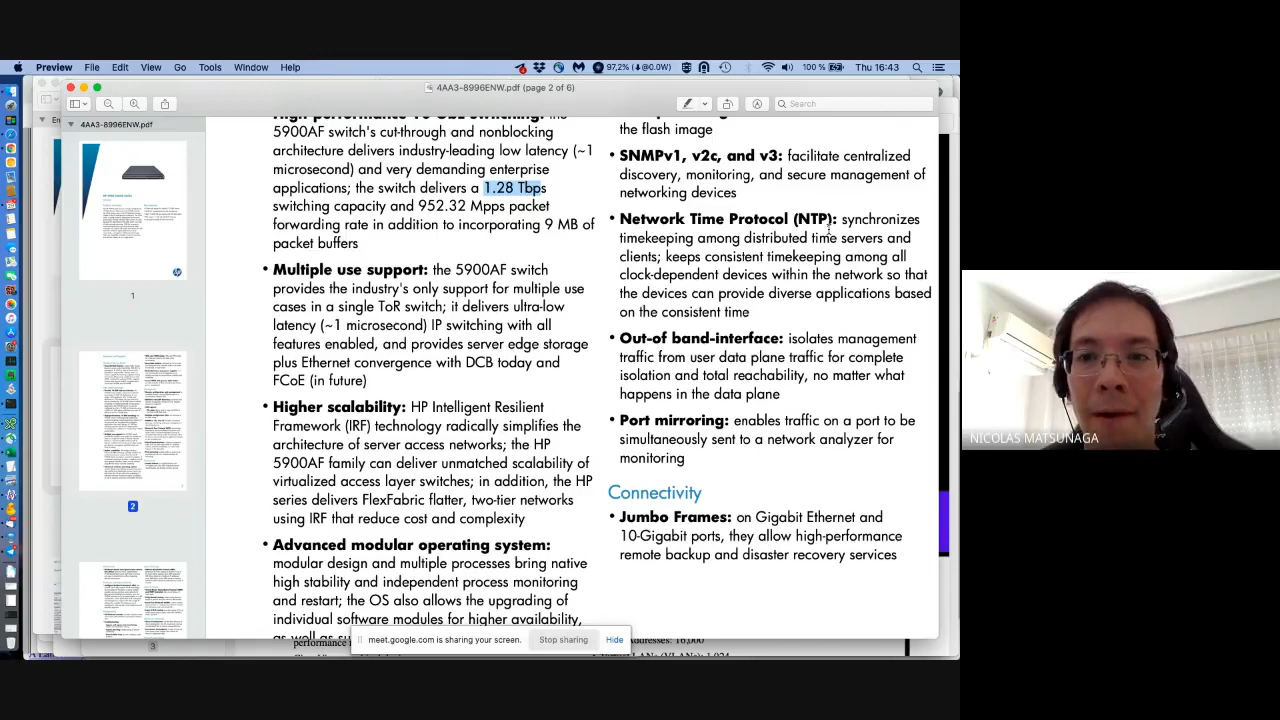 Preview File Edit View Go Tools Window Help
97,2% (⬇@0.0W)
100 %
Thu 16:43
4AA3-8996ENW.pdf (page 2 of 6)
Search
4AA3-8996ENW.pdf
1
2
3
5900AF switch's cut-through and nonblocking
architecture delivers industry-leading low latency (~1
microsecond) and very demanding enterprise
applications; the switch delivers a 1.28 Tbps
switching capacity and 952.32 Mpps packet
forwarding rate in addition to incorporating 9 MB of
packet buffers
• Multiple use support: the 5900AF switch
provides the industry's only support for multiple use
cases in a single ToR switch; it delivers ultra-low
latency (~1 microsecond) IP switching with all
features enabled, and provides server edge storage
plus Ethernet convergence with DCB (today and
FCoE in future)
• Higher scalability: HP Intelligent Resilient
Framework (IRF) technology radically simplifies the
architecture of server access networks; the HP
5900AF family can deliver unmatched scalability of
virtualized access layer switches; in addition, the HP
series delivers FlexFabric flatter, two-tier networks
using IRF that reduce cost and complexity
• Advanced modular operating system:
modular design and multiple processes bring native
high stability and independent process monitoring
and restart; the OS also allows the upgrading of
individual software modules for higher availability,
the flash image
• SNMPv1, v2c, and v3: facilitate centralized
discovery, monitoring, and secure management of
networking devices
• Network Time Protocol synchronizes
timekeeping among distributed time servers and
clients; keeps consistent timekeeping among all
clock-dependent devices within the network so that
the devices can provide diverse applications based
on the consistent time
• Out-of band-interface: isolates management
traffic from user data plane traffic for complete
isolation and total reachability, no matter what
happens in the data plane
• Port mirroring: enables traffic on a port to be
simultaneously sent to a network analyzer for
monitoring
Connectivity
• Jumbo Frames: on Gigabit Ethernet and
10-Gigabit ports, they allow high-performance
remote backup and disaster recovery services
meet.google.com is sharing your screen.
Stop sharing
Hide
NICOLAS MATSUNAGA